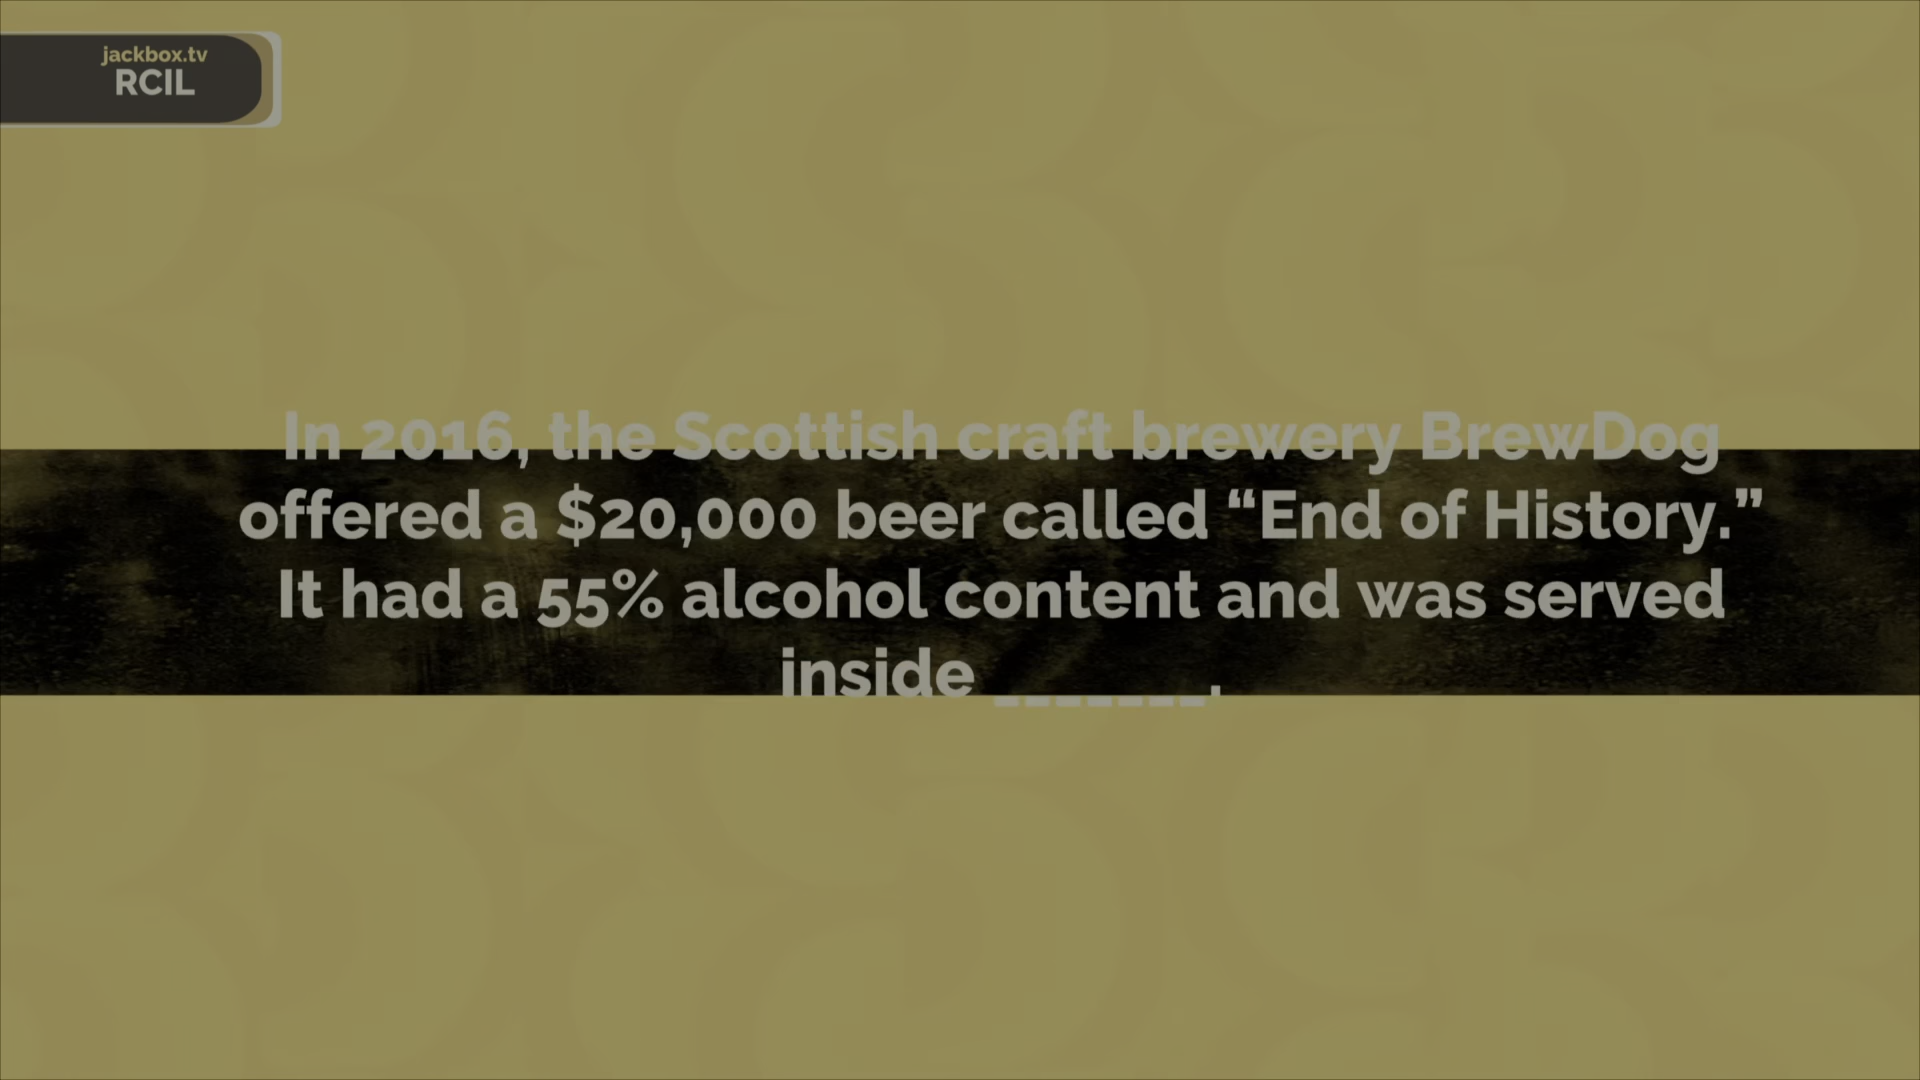 jackbox.tv
RCIL
In 2016, the Scottish craft brewery BrewDog
offered a $20,000 beer called “End of History.”
It had a 55% alcohol content and was served
inside _______.